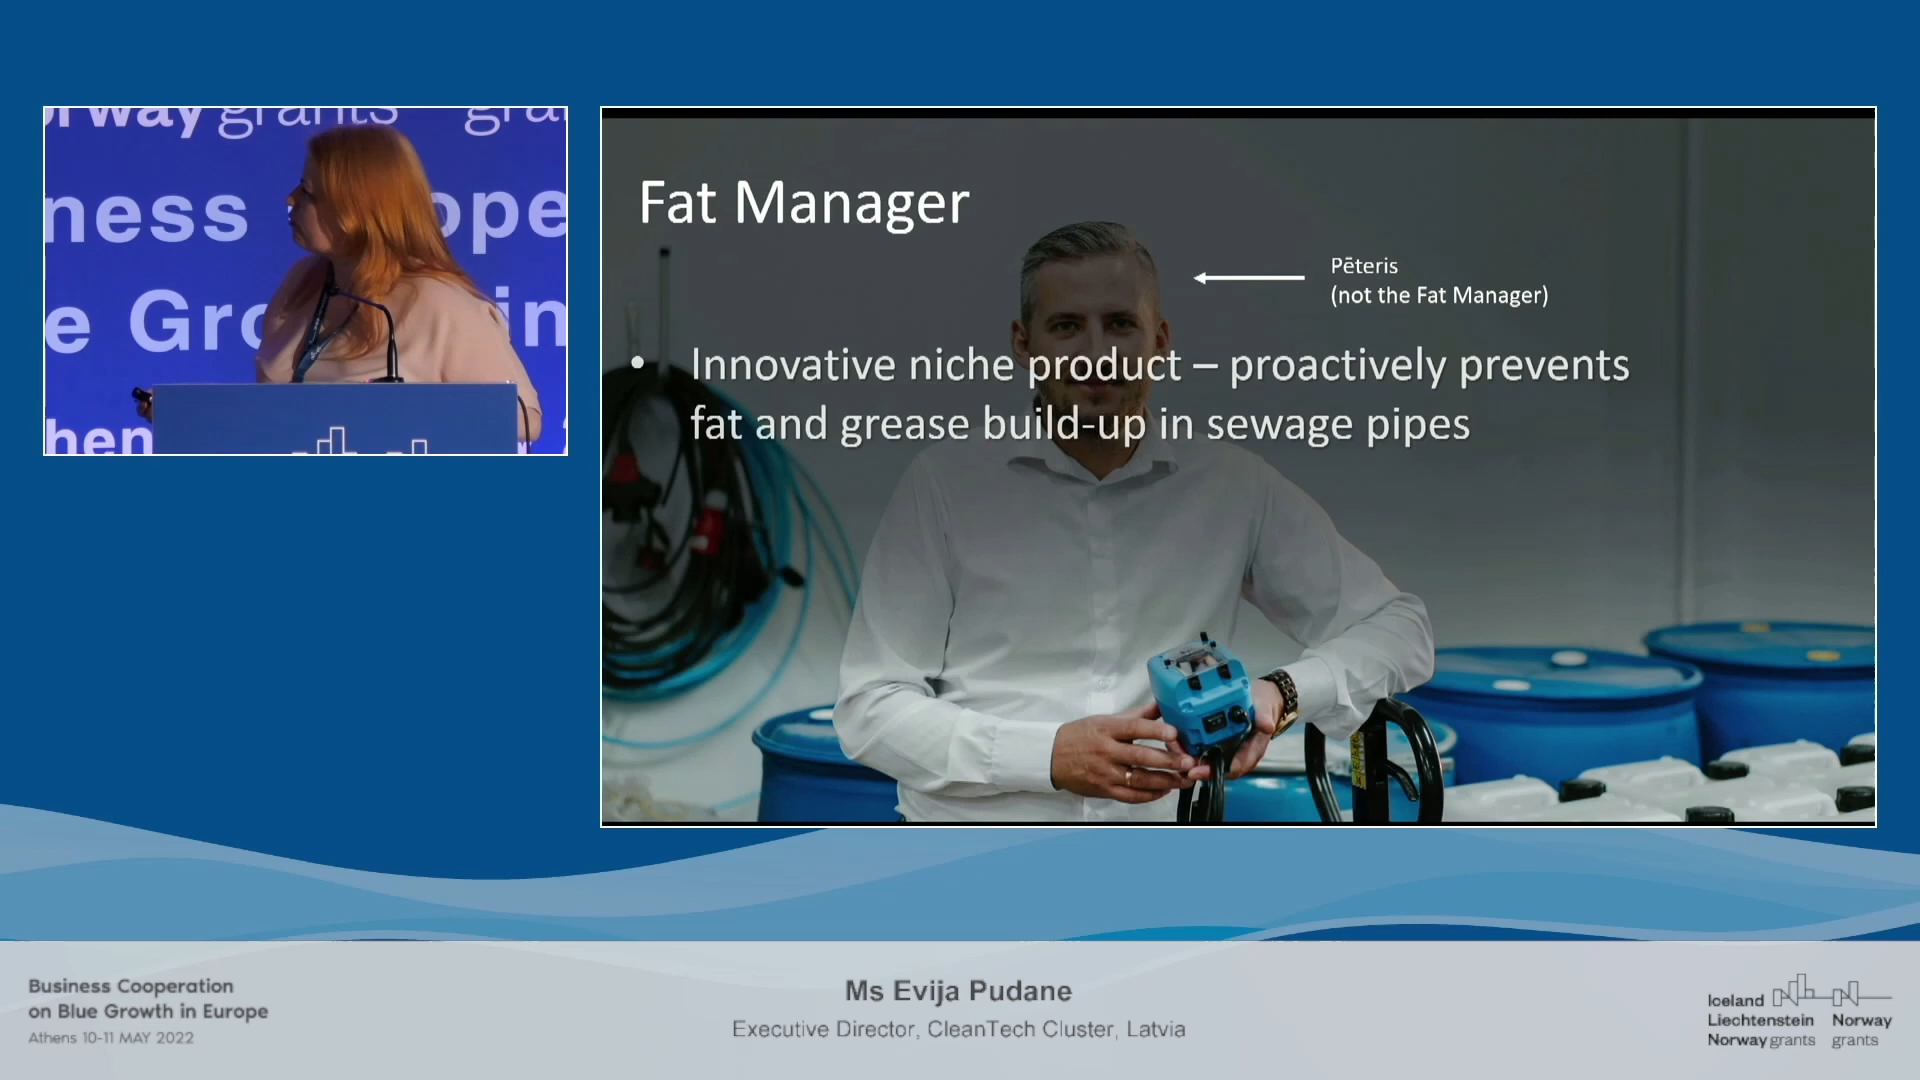 grants
Fat Manager
Pēteris
(not the Fat Manager)
• Innovative niche product – proactively prevents
fat and grease build-up in sewage pipes
Business Cooperation
on Blue Growth in Europe
Athens 10-11 MAY 2022
Ms Evija Pudane
Executive Director, CleanTech Cluster, Latvia
Iceland
Liechtenstein Norway
Norway grants grants